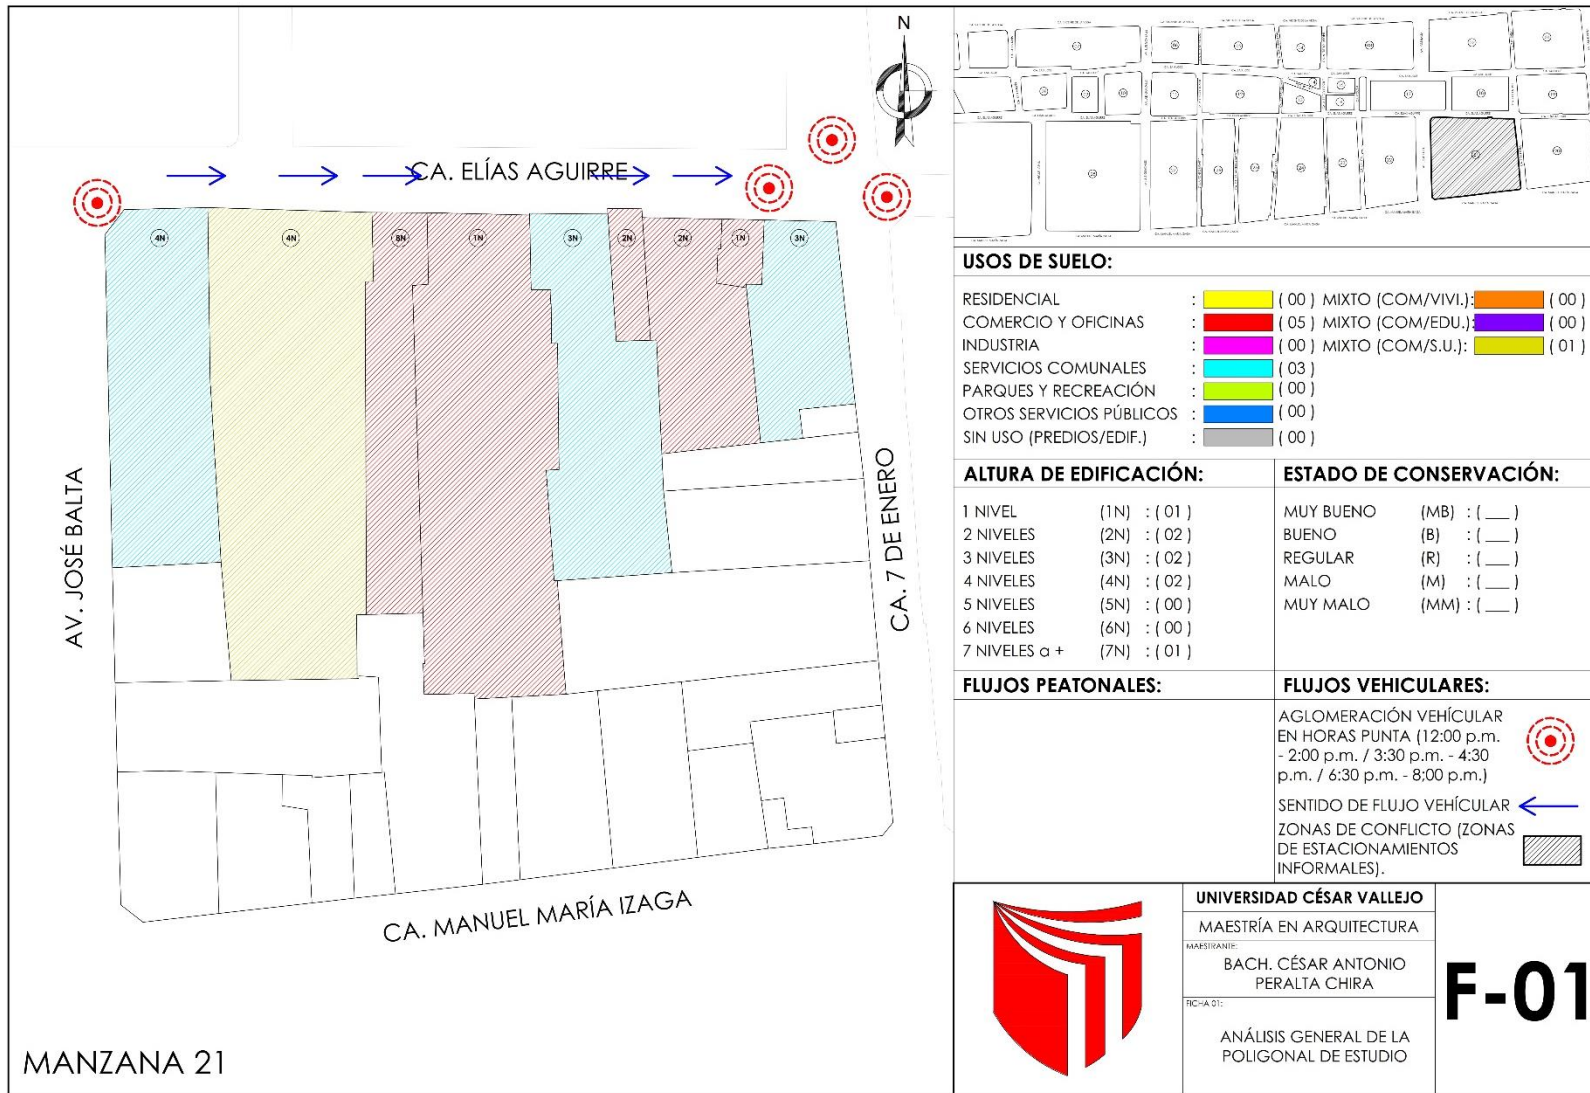 N
CA. ELÍAS AGUIRRE
4N
4N
8N
1N
3N
2N
2N
1N
3N
AV. JOSÉ BALTA
CA. 7 DE ENERO
CA. MANUEL MARÍA IZAGA
MANZANA 21
USOS DE SUELO:
RESIDENCIAL : ( 00 ) MIXTO (COM/VIVI.): ( 00 )
COMERCIO Y OFICINAS : ( 05 ) MIXTO (COM/EDU.): ( 00 )
INDUSTRIA : ( 00 ) MIXTO (COM/S.U.): ( 01 )
SERVICIOS COMUNALES : ( 03 )
PARQUES Y RECREACIÓN : ( 00 )
OTROS SERVICIOS PÚBLICOS : ( 00 )
SIN USO (PREDIOS/EDIF.) : ( 00 )
ALTURA DE EDIFICACIÓN:
1 NIVEL (1N) : ( 01 )
2 NIVELES (2N) : ( 02 )
3 NIVELES (3N) : ( 02 )
4 NIVELES (4N) : ( 02 )
5 NIVELES (5N) : ( 00 )
6 NIVELES (6N) : ( 00 )
7 NIVELES a + (7N) : ( 01 )
ESTADO DE CONSERVACIÓN:
MUY BUENO (MB) : ( ___ )
BUENO (B) : ( ___ )
REGULAR (R) : ( ___ )
MALO (M) : ( ___ )
MUY MALO (MM) : ( ___ )
FLUJOS PEATONALES:
FLUJOS VEHICULARES:
AGLOMERACIÓN VEHÍCULAR
EN HORAS PUNTA (12:00 p.m.
- 2:00 p.m. / 3:30 p.m. - 4:30
p.m. / 6:30 p.m. - 8:00 p.m.)
SENTIDO DE FLUJO VEHÍCULAR
ZONAS DE CONFLICTO (ZONAS
DE ESTACIONAMIENTOS
INFORMALES).
UNIVERSIDAD CÉSAR VALLEJO
MAESTRÍA EN ARQUITECTURA
MAESTRANTE:
BACH. CÉSAR ANTONIO
PERALTA CHIRA
FICHA 01:
ANÁLISIS GENERAL DE LA
POLIGONAL DE ESTUDIO
F-01